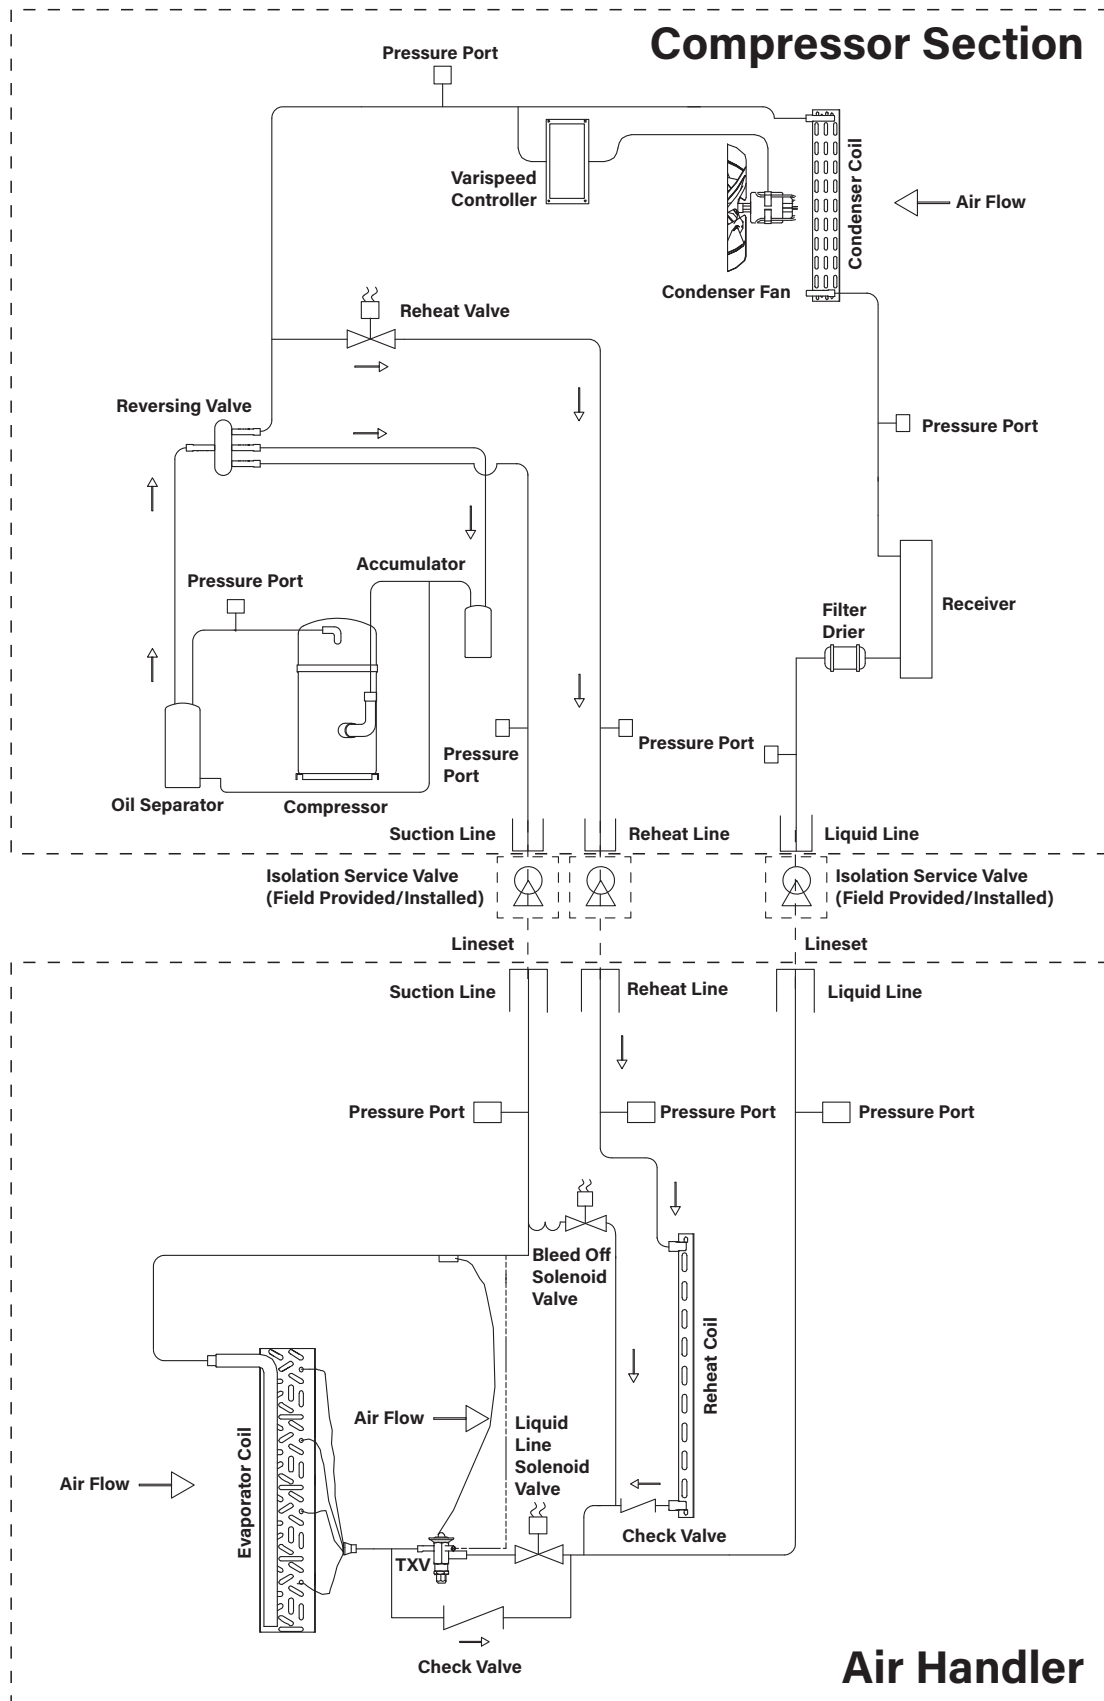 Compressor Section
Pressure Port
Varispeed
Controller
Condenser Coil
Air Flow
Condenser Fan
Reheat Valve
Reversing Valve
Pressure Port
Accumulator
Pressure Port
Filter
Drier
Receiver
Pressure
Port
Pressure Port
Oil Separator
Compressor
Suction Line
Reheat Line
Liquid Line
Isolation Service Valve
(Field Provided/Installed)
Isolation Service Valve
(Field Provided/Installed)
Lineset
Lineset
Suction Line
Reheat Line
Liquid Line
Pressure Port
Pressure Port
Pressure Port
Bleed Off
Solenoid
Valve
Reheat Coil
Air Flow
Liquid
Line
Solenoid
Valve
Evaporator Coil
Air Flow
Check Valve
TXV
Check Valve
Air Handler